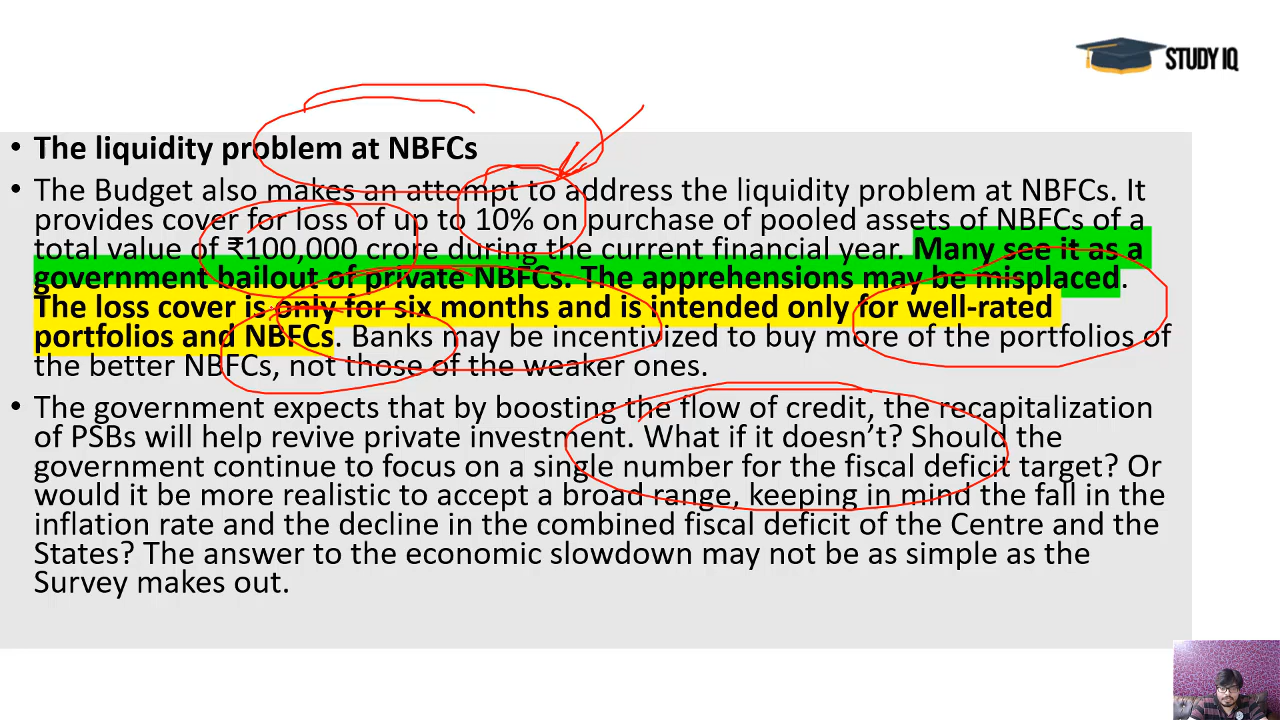 STUDY IQ
• The liquidity problem at NBFCs
• The Budget also makes an attempt to address the liquidity problem at NBFCs. It
provides cover for loss of up to 10% on purchase of pooled assets of NBFCs of a
total value of ₹100,000 crore during the current financial year. Many see it as a
government bailout of private NBFCs. The apprehensions may be misplaced.
The loss cover is only for six months and is intended only for well-rated
portfolios and NBFCs. Banks may be incentivized to buy more of the portfolios of
the better NBFCs, not those of the weaker ones.
• The government expects that by boosting the flow of credit, the recapitalization
of PSBs will help revive private investment. What if it doesn’t? Should the
government continue to focus on a single number for the fiscal deficit target? Or
would it be more realistic to accept a broad range, keeping in mind the fall in the
inflation rate and the decline in the combined fiscal deficit of the Centre and the
States? The answer to the economic slowdown may not be as simple as the
Survey makes out.